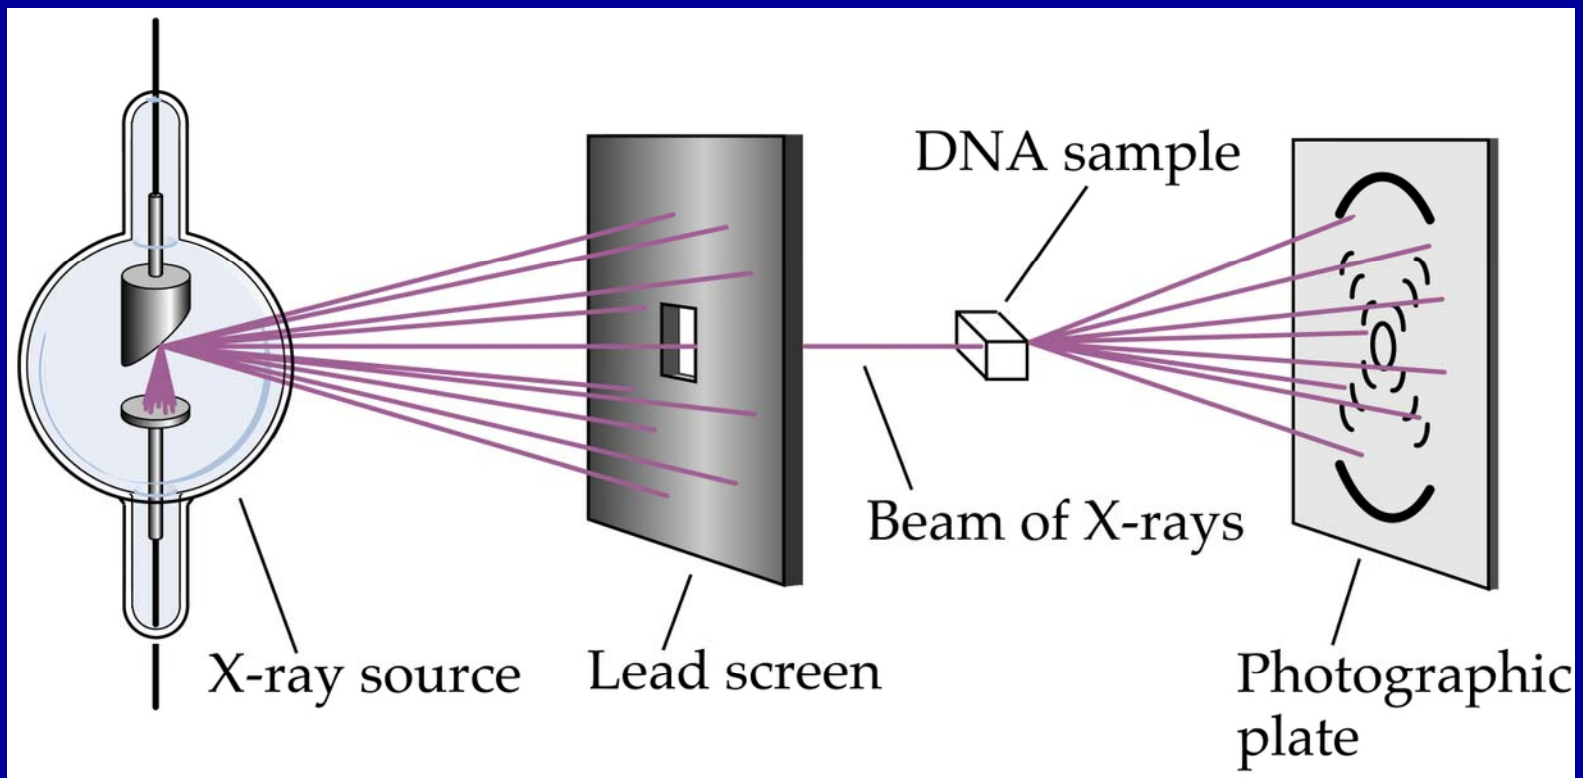 DNA sample
Beam of X-rays
X-ray source
Lead screen
Photographic
plate